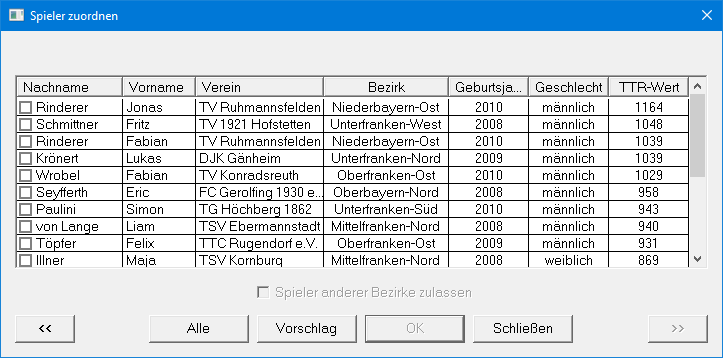 Spieler zuordnen
Nachname Vorname Verein Bezirk Geburtsja... Geschlecht TTR-Wert
Rinderer Jonas TV Ruhmannsfelden Niederbayern-Ost 2010 männlich 1164
Schmittner Fritz TV 1921 Hofstetten Unterfranken-West 2008 männlich 1048
Rinderer Fabian TV Ruhmannsfelden Niederbayern-Ost 2010 männlich 1039
Krönert Lukas DJK Gänheim Unterfranken-Nord 2009 männlich 1039
Wrobel Fabian TV Konradsreuth Oberfranken-Ost 2010 männlich 1029
Seyfferth Eric FC Gerolfing 1930 e... Oberbayern-Nord 2008 männlich 958
Paulini Simon TG Höchberg 1862 Unterfranken-Süd 2010 männlich 943
von Lange Liam TSV Ebermannstadt Mittelfranken-Nord 2008 männlich 940
Töpfer Felix TTC Rugendorf e.V. Oberfranken-Ost 2009 männlich 931
Illner Maja TSV Kornburg Mittelfranken-Nord 2008 weiblich 869
Spieler anderer Bezirke zulassen
<< Alle Vorschlag OK Schließen >>